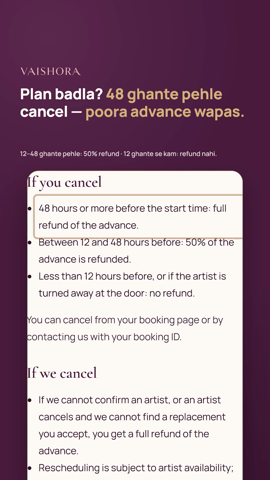 VAISHORA
Plan badla? 48 ghante pehle
cancel — poora advance wapas.
12–48 ghante pehle: 50% refund · 12 ghante se kam: refund nahi.
If you cancel
• 48 hours or more before the start time: full
refund of the advance.
• Between 12 and 48 hours before: 50% of the
advance is refunded.
• Less than 12 hours before, or if the artist is
turned away at the door: no refund.
You can cancel from your booking page or by
contacting us with your booking ID.
If we cancel
• If we cannot confirm an artist, or an artist
cancels and we cannot find a replacement
you accept, you get a full refund of the
advance.
• Rescheduling is subject to artist availability;